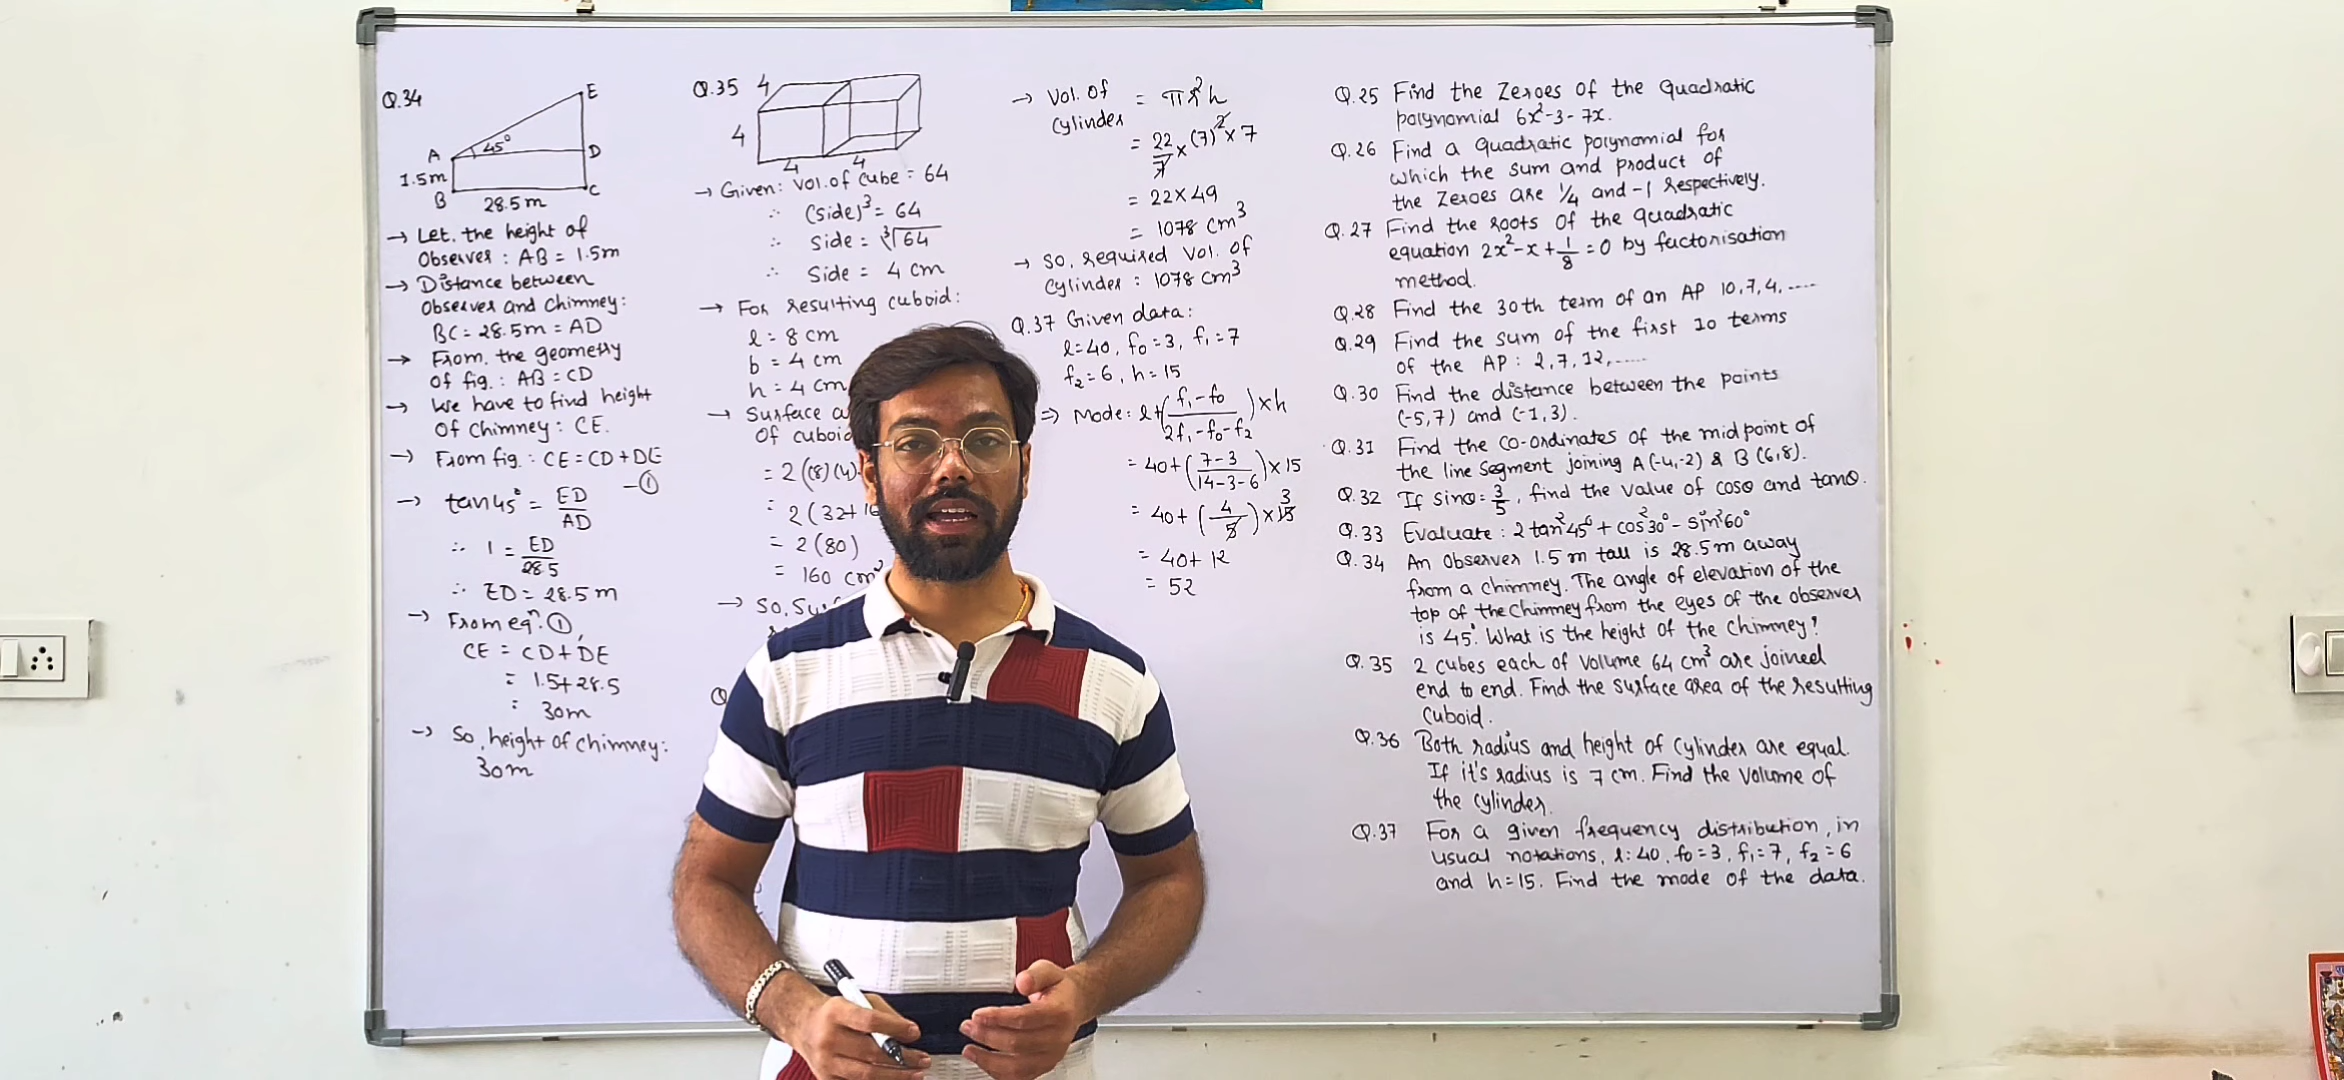 Q.34
E
A
45°
D
1.5m
B
28.5m
C
→ Let. the height of
Observer : AB = 1.5m
→ Distance between
Observer and chimney:
BC = 28.5m = AD
→ From. the geometry
of fig.: AB = CD
→ We have to find height
Of chimney: CE.
→ From fig.: CE = CD + DE
—①
→ tan45° = ED/AD
∴ 1 = ED/28.5
∴ ED = 28.5m
→ From eqⁿ. ①,
CE = CD + DE
= 1.5 + 28.5
= 30m
→ So, height of chimney:
30m
Q.35
4
4
4
4
→ Given: Vol. of cube = 64
∴ (side)³ = 64
∴ Side = ∛64
∴ Side = 4 cm
→ For resulting cuboid:
l = 8 cm
b = 4 cm
h = 4 cm
→ Surface
Of cuboid
= 2((8)(4)
= 2(32+16
= 2(80)
= 160 cm²
→ So,
→ Vol. of
cylinder = πr²h
= 22/7 × (7)² × 7
= 22 × 49
= 1078 cm³
→ So, required Vol. of
Cylinder : 1078 cm³
Q.37 Given data:
l=40, f₀=3, f₁=7
f₂=6, h=15
⇒ Mode: l+(f₁-f₀/2f₁-f₀-f₂)×h
= 40+(7-3/14-3-6)×15
3
= 40+(4/5)×15
= 40+12
= 52
Q.25 Find the Zeroes of the Quadratic
polynomial 6x²-3-7x.
Q.26 Find a Quadratic polynomial for
which the sum and product of
the Zeroes are ¼ and -1 respectively.
Q.27 Find the roots of the quadratic
equation 2x²-x+1/8=0 by factorisation
method.
Q.28 Find the 30th term of an AP 10,7,4,....
Q.29 Find the sum of the first 10 terms
of the AP: 2,7,12,.....
Q.30 Find the distance between the points
(-5,7) and (-1,3).
Q.31 Find the co-ordinates of the midpoint of
the line segment joining A(-4,-2) & B(6,8).
Q.32 If sinθ=3/5, find the value of cosθ and tanθ.
Q.33 Evaluate: 2tan²45°+cos²30°-sin²60°
Q.34 An Observer 1.5 m tall is 28.5m away
from a chimney. The angle of elevation of the
top of the chimney from the eyes of the observer
is 45°. What is the height of the chimney?
Q.35 2 cubes each of volume 64 cm³ are joined
end to end. Find the surface area of the resulting
cuboid.
Q.36 Both radius and height of cylinder are equal.
If it's radius is 7 cm. Find the volume of
the cylinder.
Q.37 For a given frequency distribution, in
usual notations, l:40, f₀=3, f₁=7, f₂=6
and h=15. Find the mode of the data.